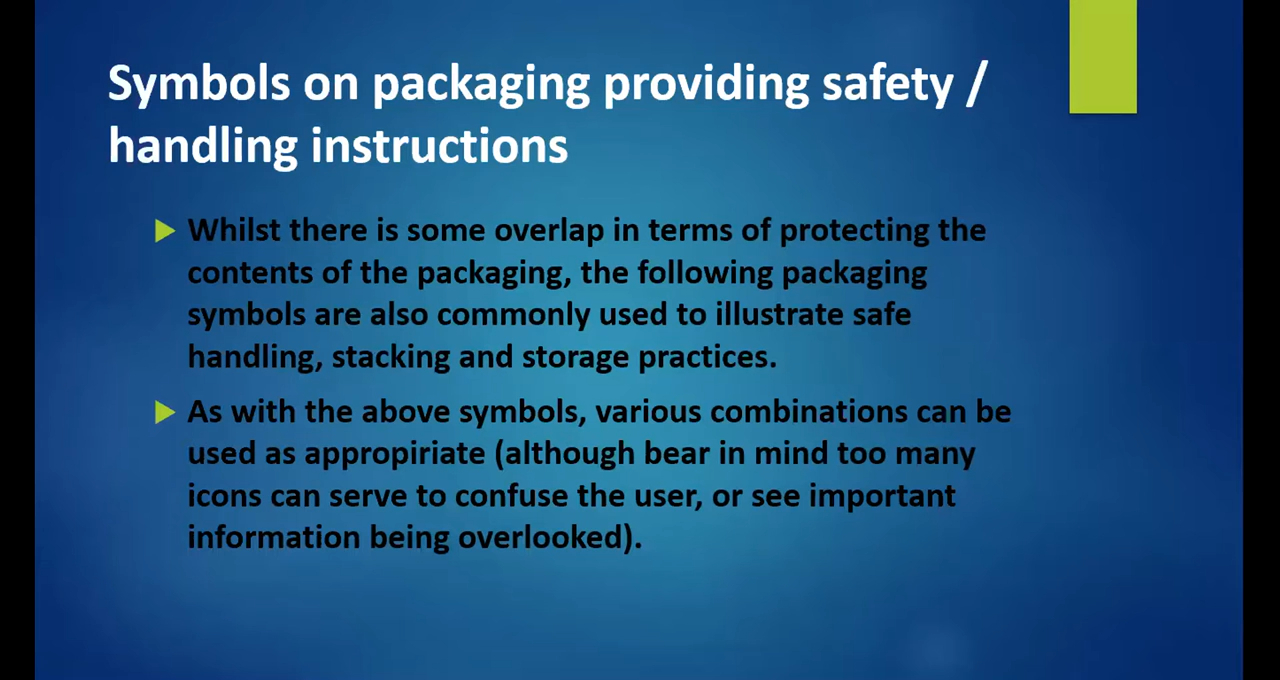 Symbols on packaging providing safety /
handling instructions
Whilst there is some overlap in terms of protecting the
contents of the packaging, the following packaging
symbols are also commonly used to illustrate safe
handling, stacking and storage practices.
As with the above symbols, various combinations can be
used as appropiriate (although bear in mind too many
icons can serve to confuse the user, or see important
information being overlooked).